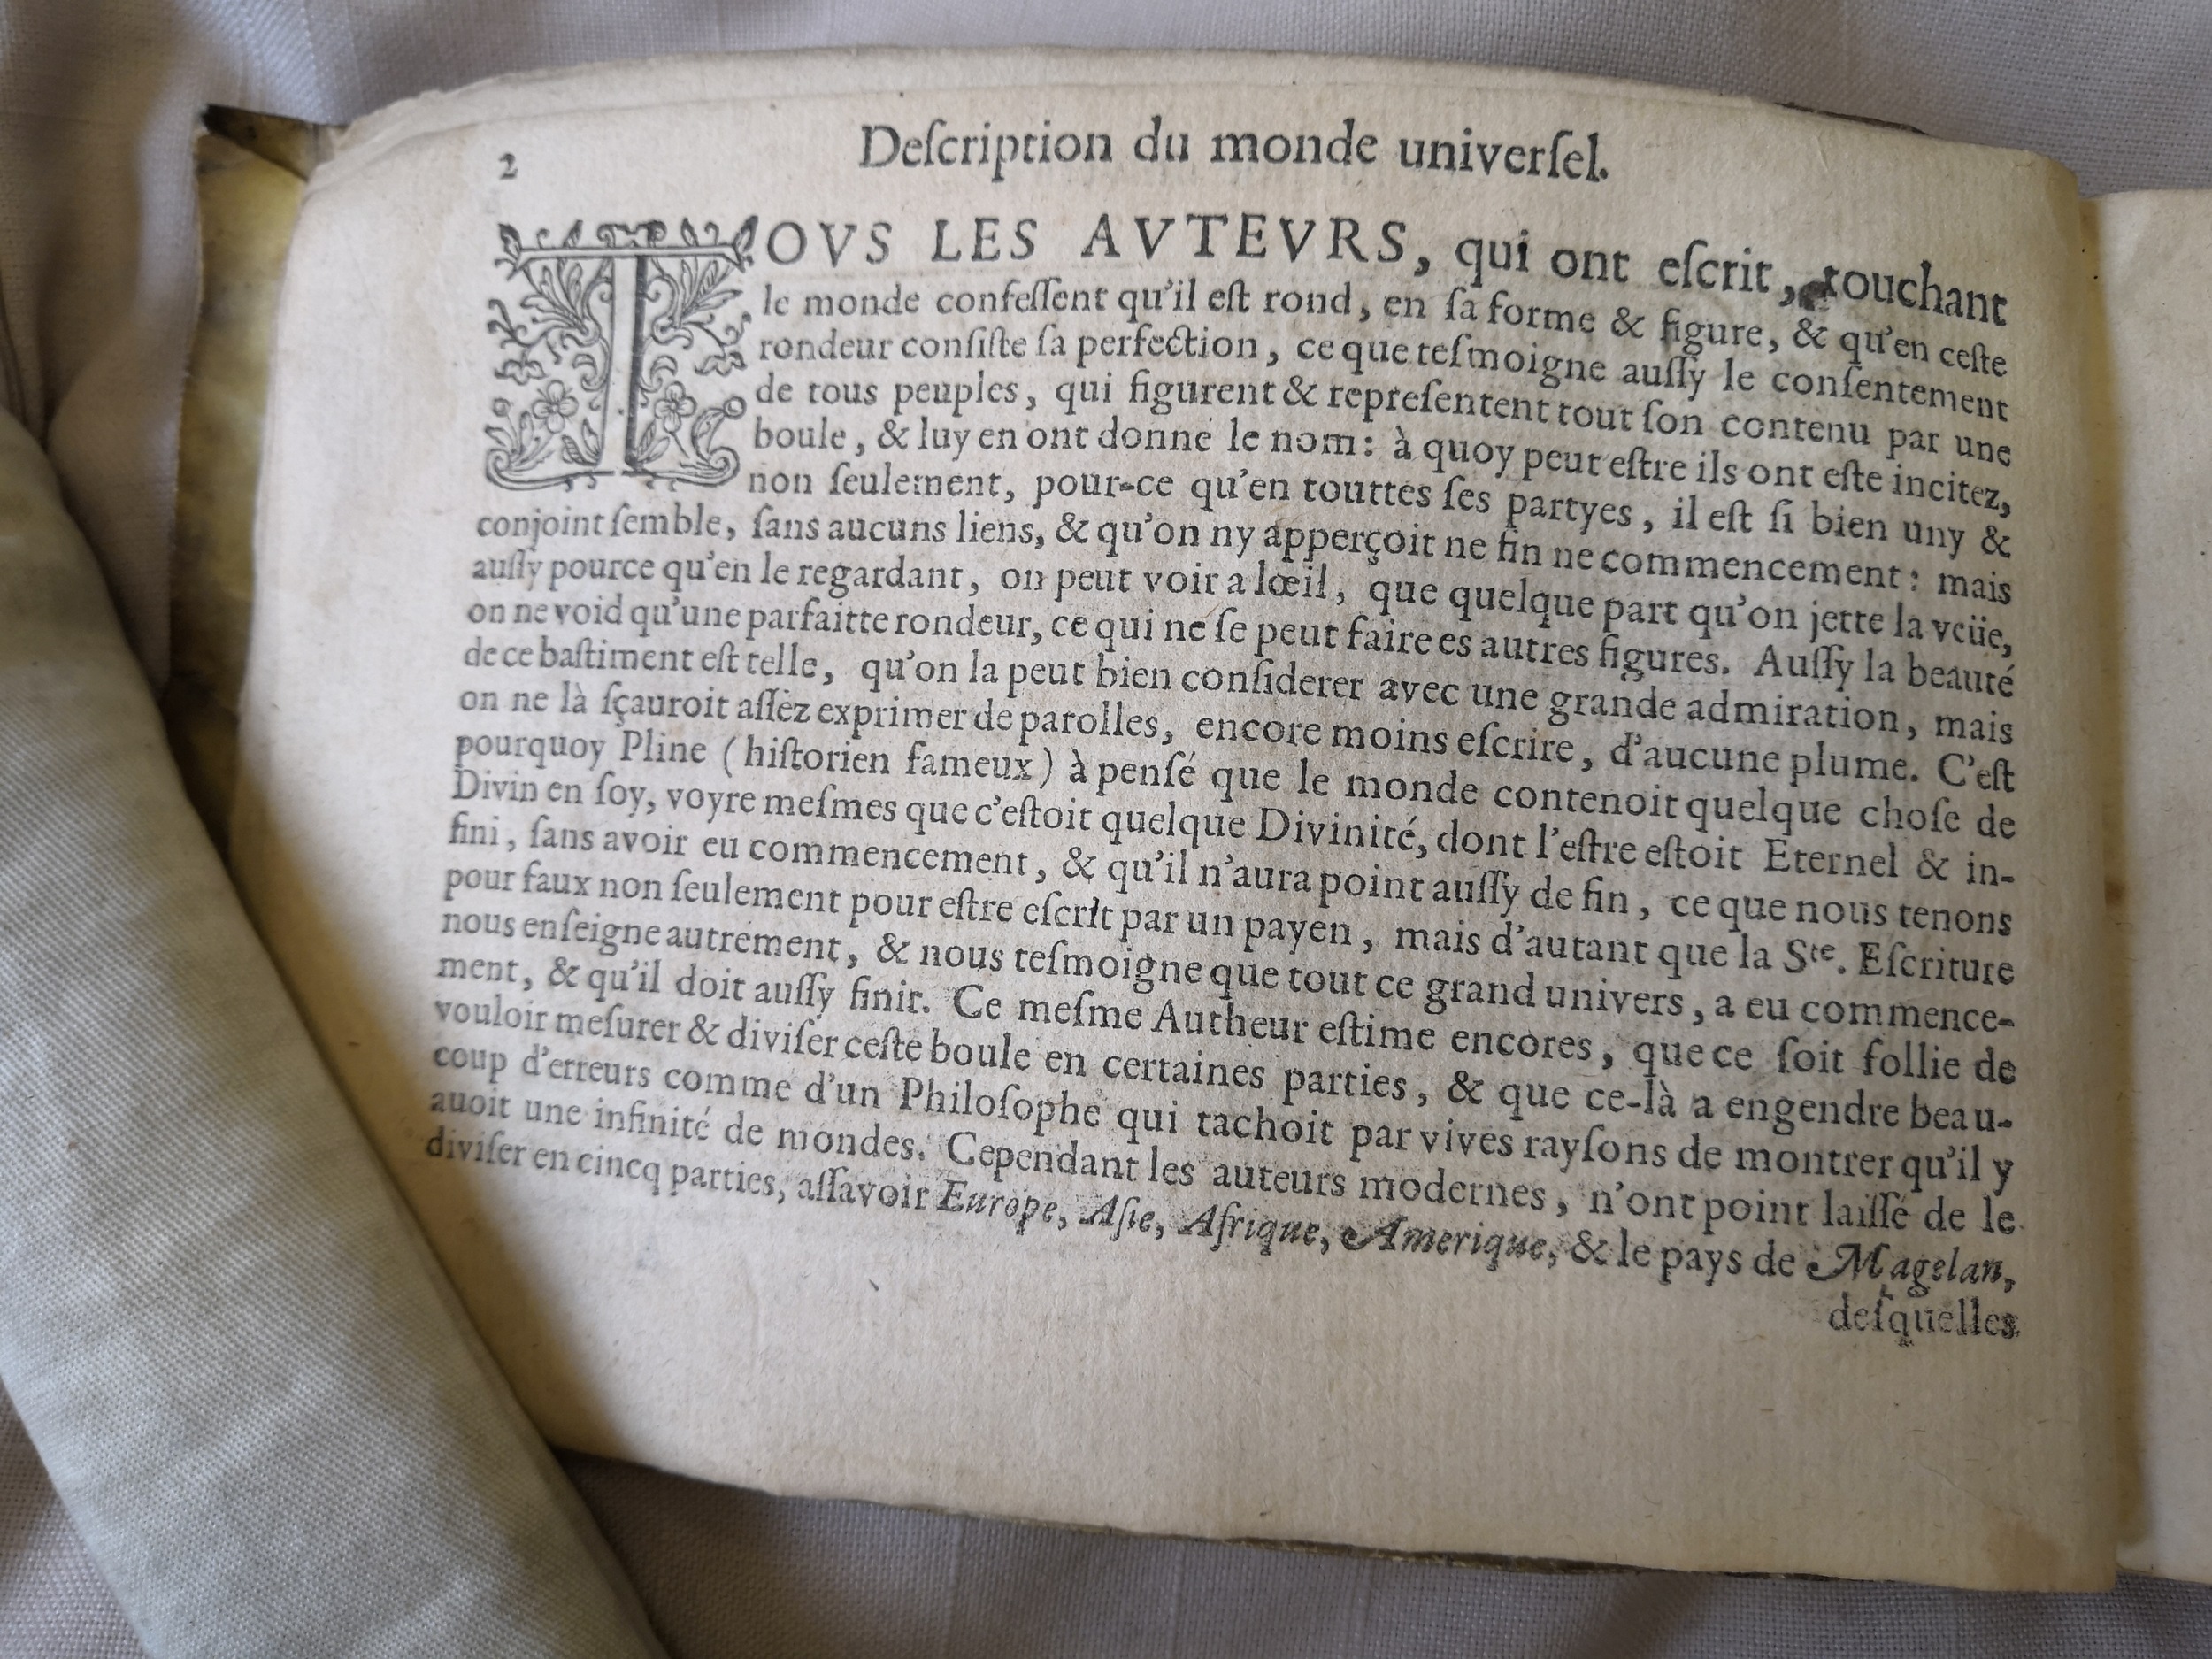 2
Deſcription du monde univerſel.
TOVS LES AVTEVRS, qui ont eſcrit, touchant
le monde confeſſent qu'il eſt rond, en ſa forme & figure, & qu'en ceſte
rondeur conſiſte ſa perfection, ce que teſmoigne auſſy le conſentement
de tous peuples, qui figurent & repreſentent tout ſon contenu par une
boule, & luy en ont donné le nom: à quoy peut eſtre ils ont eſte incitez,
non ſeulement, pour-ce qu'en touttes ſes partyes, il eſt ſi bien uny &
conjoint ſemble, ſans aucuns liens, & qu'on ny apperçoit ne fin ne commencement: mais
auſſy pource qu'en le regardant, on peut voir a lœil, que quelque part qu'on jette la veüe,
on ne void qu'une parfaitte rondeur, ce qui ne ſe peut faire es autres figures. Auſſy la beauté
de ce baſtiment eſt telle, qu'on la peut bien conſiderer avec une grande admiration, mais
on ne là ſçauroit aſſèz exprimer de parolles, encore moins eſcrire, d'aucune plume. C'eſt
pourquoy Pline (hiſtorien fameux) à penſé que le monde contenoit quelque choſe de
Divin en ſoy, voyre meſmes que c'eſtoit quelque Divinité, dont l'eſtre eſtoit Eternel & in-
fini, ſans avoir eu commencement, & qu'il n'aura point auſſy de fin, ce que nous tenons
pour faux non ſeulement pour eſtre eſcrit par un payen, mais d'autant que la Ste. Eſcriture
nous enſeigne autrement, & nous teſmoigne que tout ce grand univers, a eu commence-
ment, & qu'il doit auſſy finir. Ce meſme Autheur eſtime encores, que ce ſoit follie de
vouloir meſurer & diviſer ceſte boule en certaines parties, & que ce-là a engendre beau-
coup d'erreurs comme d'un Philoſophe qui tachoit par vives rayſons de montrer qu'il y
auoit une infinité de mondes. Cependant les auteurs modernes, n'ont point laiſſé de le
diviſer en cincq parties, aſſavoir Europe, Aſie, Afrique, Amerique, & le pays de Magelan,
deſquelles